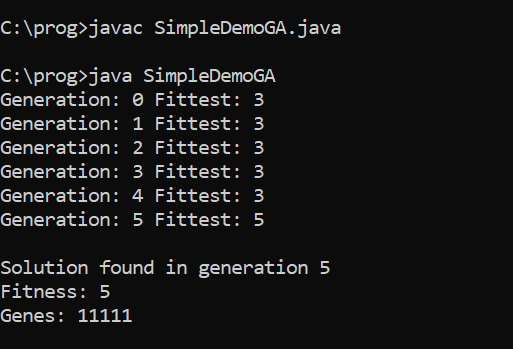 C:\prog>javac SimpleDemoGA.java
C:\prog>java SimpleDemoGA
Generation: 0 Fittest: 3
Generation: 1 Fittest: 3
Generation: 2 Fittest: 3
Generation: 3 Fittest: 3
Generation: 4 Fittest: 3
Generation: 5 Fittest: 5
Solution found in generation 5
Fitness: 5
Genes: 11111